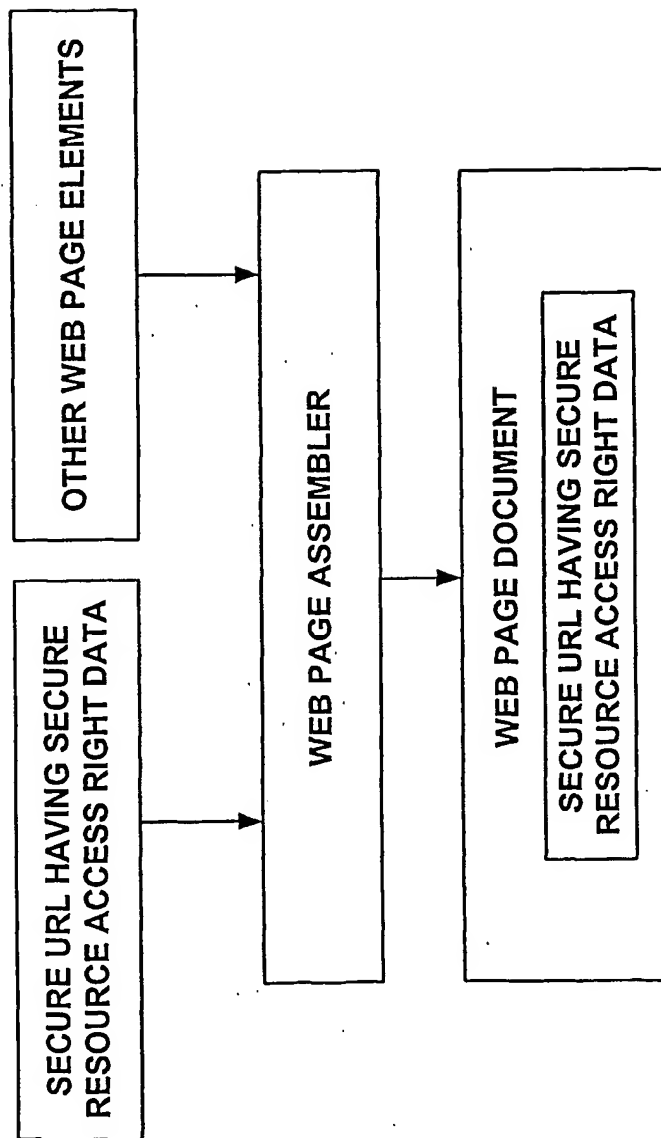 SECURE URL HAVING SECURE
RESOURCE ACCESS RIGHT DATA
OTHER WEB PAGE ELEMENTS
WEB PAGE ASSEMBLER
WEB PAGE DOCUMENT
SECURE URL HAVING SECURE
RESOURCE ACCESS RIGHT DATA